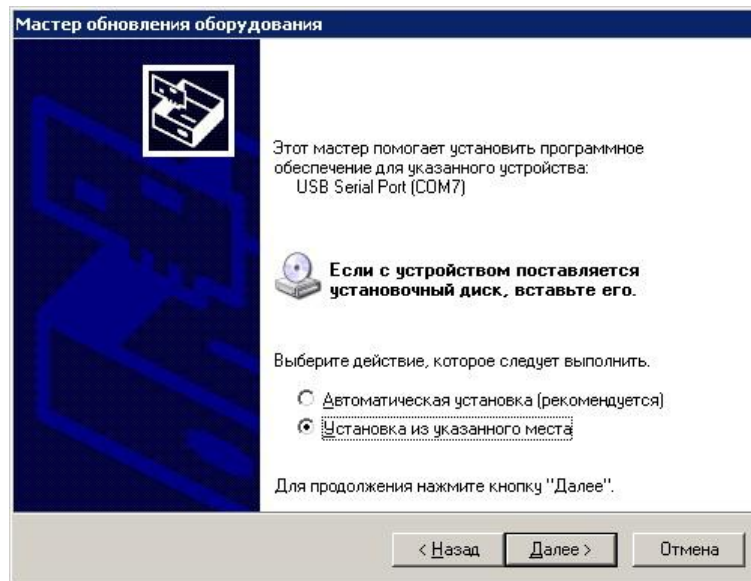 Мастер обновления оборудования
Этот мастер помогает установить программное
обеспечение для указанного устройства:
USB Serial Port (COM7)
Если с устройством поставляется
установочный диск, вставьте его.
Выберите действие, которое следует выполнить.
Автоматическая установка (рекомендуется)
Установка из указанного места
Для продолжения нажмите кнопку "Далее".
< Назад
Далее >
Отмена